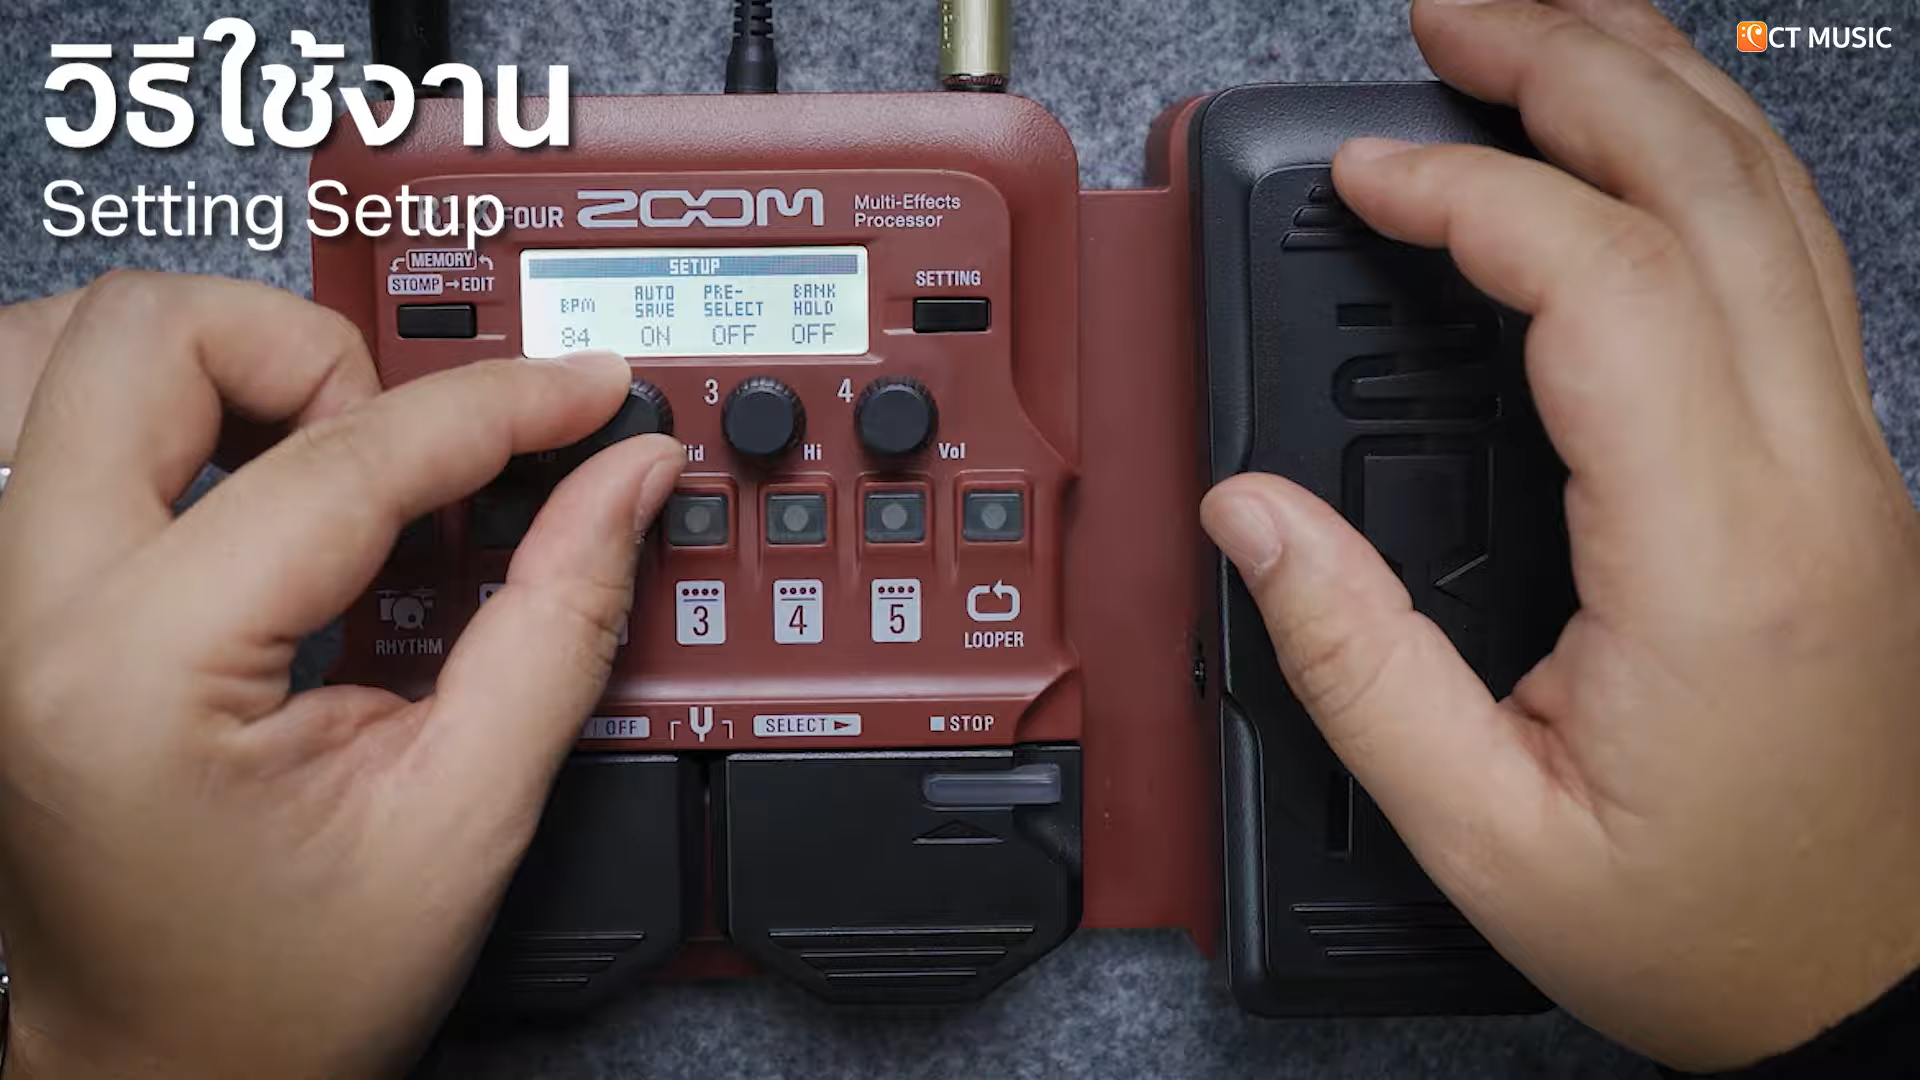 วิธีใช้งาน
Setting Setup
CT MUSIC
B1X FOUR ZOOM Multi-Effects Processor
MEMORY
STOMP → EDIT
SETTING
SETUP
BPM AUTO SAVE PRE-SELECT BANK HOLD
84 ON OFF OFF
3 4
Hi Vol
3 4 5
RHYTHM LOOPER
OFF SELECT STOP